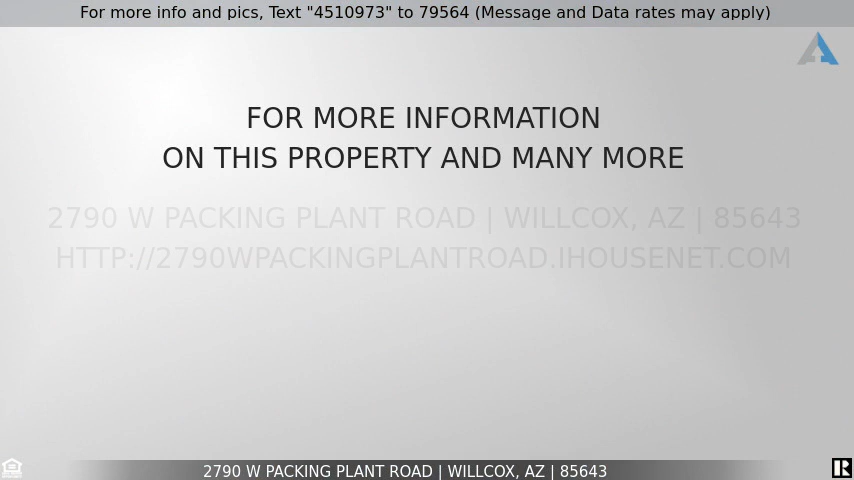 For more info and pics, Text "4510973" to 79564 (Message and Data rates may apply)
FOR MORE INFORMATION
ON THIS PROPERTY AND MANY MORE
2790 W PACKING PLANT ROAD | WILLCOX, AZ | 85643
HTTP://2790WPACKINGPLANTROAD.IHOUSENET.COM
2790 W PACKING PLANT ROAD | WILLCOX, AZ | 85643